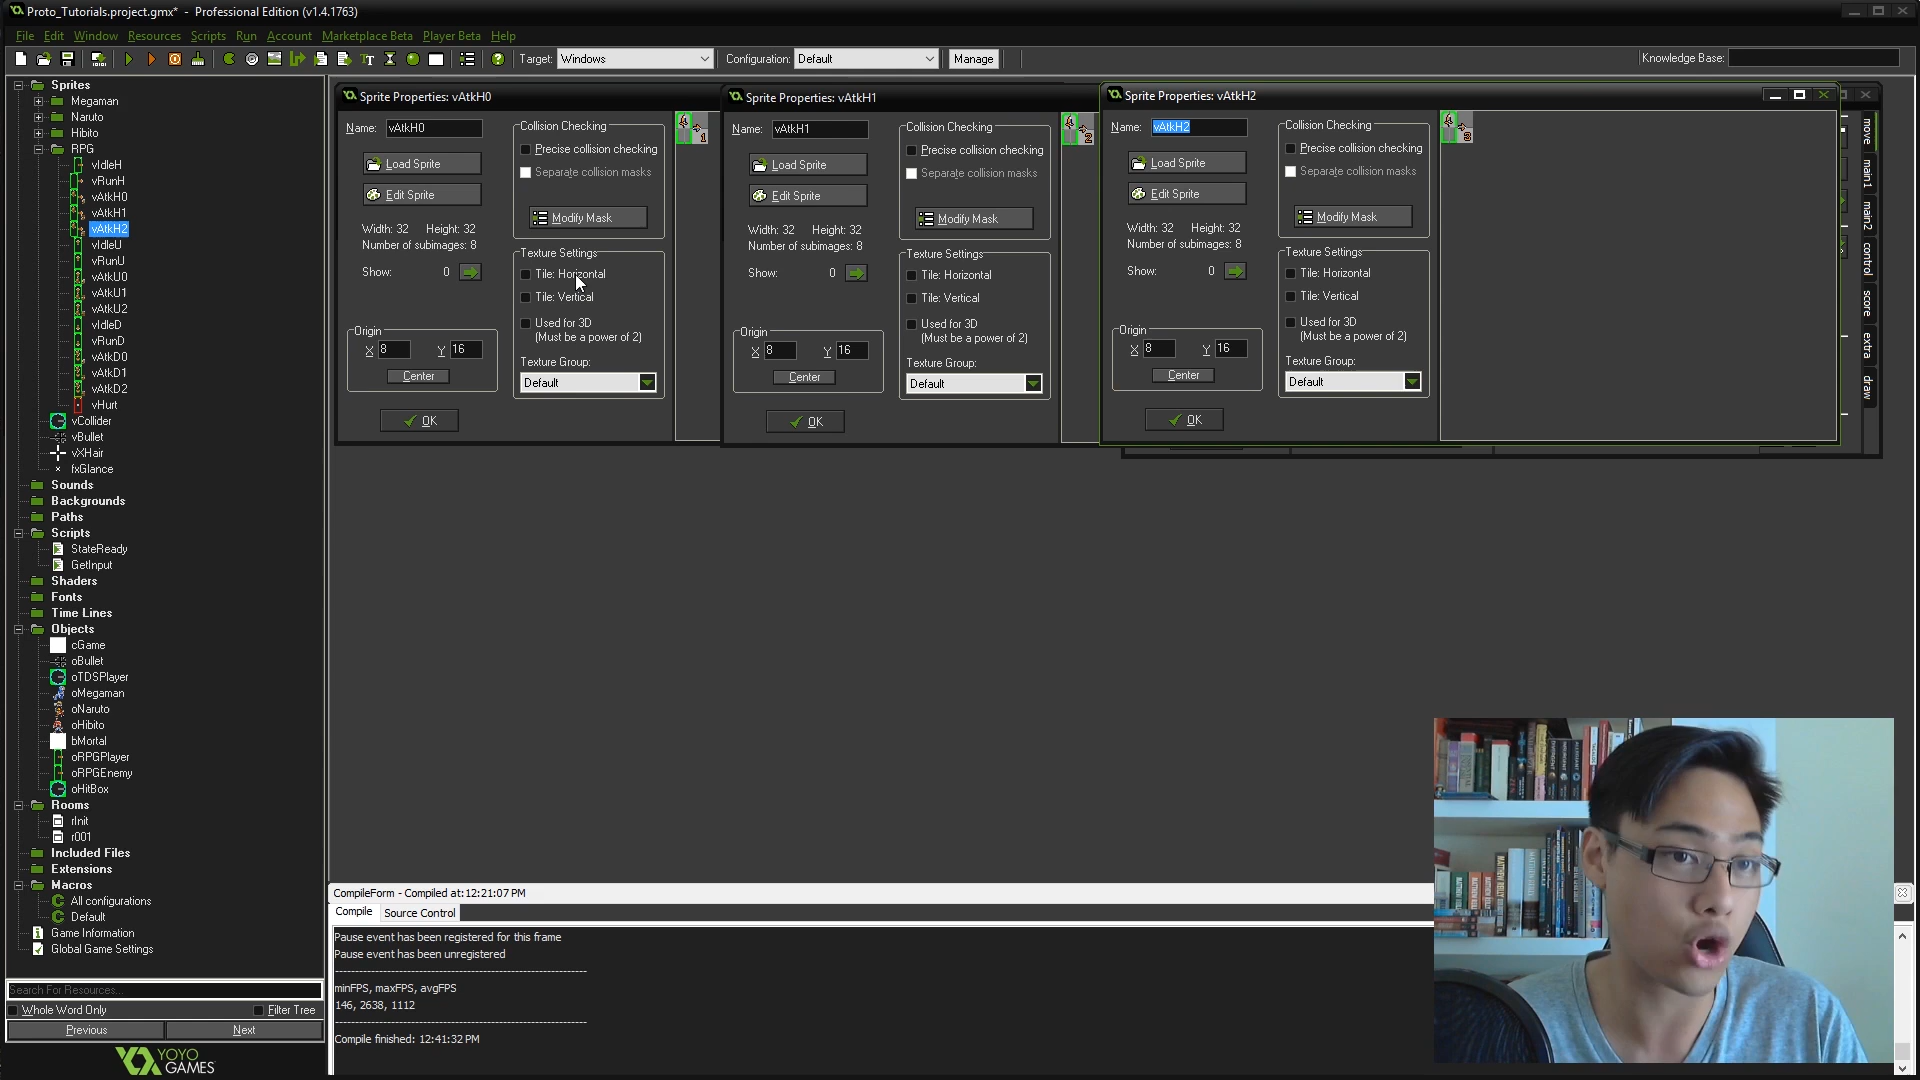 Proto_Tutorials.project.gmx*  -  Professional Edition (v1.4.1763)
File Edit Window Resources Scripts Run Account Marketplace Beta Player Beta Help
Target: Windows Configuration: Default Manage Knowledge Base:
Sprites
Megaman
Naruto
Hibito
RPG
vIdleH
vRunH
vAtkH0
vAtkH1
vAtkH2
vIdleU
vRunU
vAtkU0
vAtkU1
vAtkU2
vIdleD
vRunD
vAtkD0
vAtkD1
vAtkD2
vHurt
vCollider
vBullet
vXHair
fxGlance
Sounds
Backgrounds
Paths
Scripts
StateReady
GetInput
Shaders
Fonts
Time Lines
Objects
cGame
oBullet
oTDSPlayer
oMegaman
oNaruto
oHibito
bMortal
oRPGPlayer
oRPGEnemy
oHitBox
Rooms
rInit
r001
Included Files
Extensions
Macros
All configurations
Default
Game Information
Global Game Settings
Search For Resources...
Whole Word Only Filter Tree
Previous Next
YOYO
GAMES
Sprite Properties: vAtkH0
Name: vAtkH0
Load Sprite
Edit Sprite
Width: 32 Height: 32
Number of subimages: 8
Show: 0
Origin
X 8 Y 16
Center
OK
Collision Checking
Precise collision checking
Separate collision masks
Modify Mask
Texture Settings
Tile: Horizontal
Tile: Vertical
Used for 3D
(Must be a power of 2)
Texture Group:
Default
1
Sprite Properties: vAtkH1
Name: vAtkH1
Load Sprite
Edit Sprite
Width: 32 Height: 32
Number of subimages: 8
Show: 0
Origin
X 8 Y 16
Center
OK
Collision Checking
Precise collision checking
Separate collision masks
Modify Mask
Texture Settings
Tile: Horizontal
Tile: Vertical
Used for 3D
(Must be a power of 2)
Texture Group:
Default
2
Sprite Properties: vAtkH2
Name: vAtkH2
Load Sprite
Edit Sprite
Width: 32 Height: 32
Number of subimages: 8
Show: 0
Origin
X 8 Y 16
Center
OK
Collision Checking
Precise collision checking
Separate collision masks
Modify Mask
Texture Settings
Tile: Horizontal
Tile: Vertical
Used for 3D
(Must be a power of 2)
Texture Group:
Default
3
move
main1
main2
control
score
extra
draw
CompileForm - Compiled at: 12:21:07 PM
Compile Source Control
Pause event has been registered for this frame
Pause event has been unregistered
minFPS, maxFPS, avgFPS
146, 2638, 1112
Compile finished: 12:41:32 PM